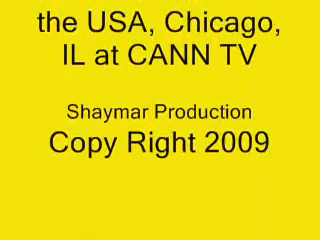 the USA, Chicago,
IL at CANN TV
Shaymar Production
Copy Right 2009